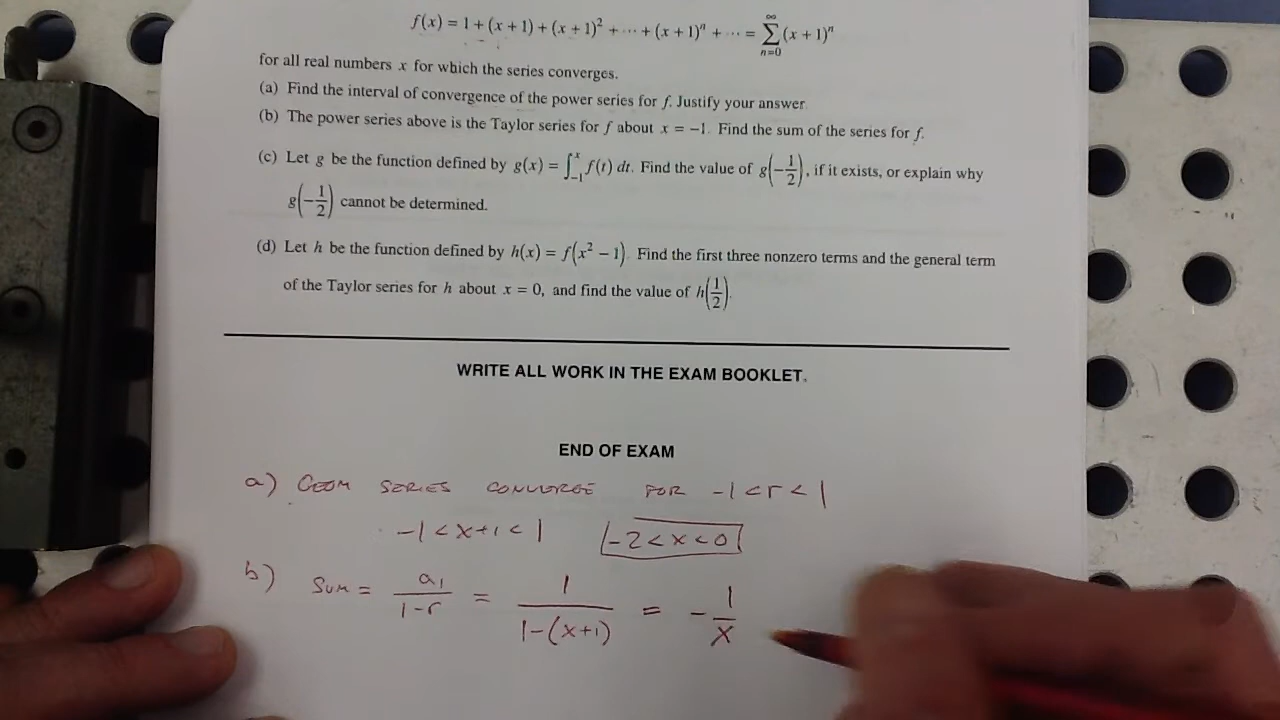 f(x) = 1 + (x + 1) + (x + 1)² + ··· + (x + 1)ⁿ + ··· = ∑_{n=0}^{∞} (x + 1)ⁿ
for all real numbers x for which the series converges.
(a) Find the interval of convergence of the power series for f. Justify your answer.
(b) The power series above is the Taylor series for f about x = −1. Find the sum of the series for f.
(c) Let g be the function defined by g(x) = ∫_{−1}^{x} f(t) dt. Find the value of g(−1/2), if it exists, or explain why
g(−1/2) cannot be determined.
(d) Let h be the function defined by h(x) = f(x² − 1). Find the first three nonzero terms and the general term
of the Taylor series for h about x = 0, and find the value of h(1/2).
WRITE ALL WORK IN THE EXAM BOOKLET.
END OF EXAM
a) GEOM SERIES CONVERGE FOR -1 < r < 1
-1 < x+1 < 1 -2 < x < 0
b) SUM = a₁/(1-r) = 1/(1-(x+1)) = -1/x